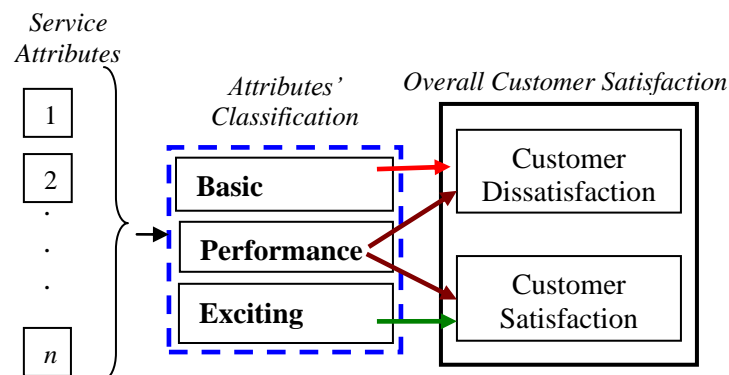 Service
Attributes
1
2
.
.
.
n
Attributes’
Classification
Basic
Performance
Exciting
Overall Customer Satisfaction
Customer
Dissatisfaction
Customer
Satisfaction